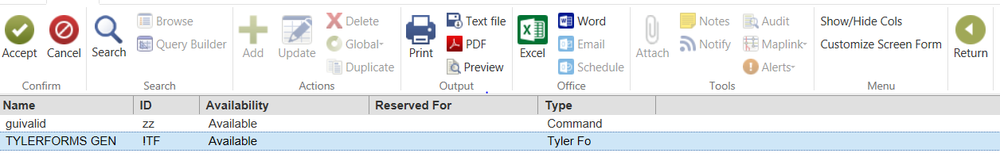 Accept
Cancel
Confirm
Search
Browse
Query Builder
Search
Add
Update
Delete
Global
Duplicate
Actions
Print
Text file
PDF
Preview
Output
Excel
Word
Email
Schedule
Office
Attach
Notes
Notify
Audit
Maplink
Alerts
Tools
Show/Hide Cols
Customize Screen Form
Menu
Return
Name ID Availability Reserved For Type
guivalid zz Available Command
TYLERFORMS GEN !TF Available Tyler Fo